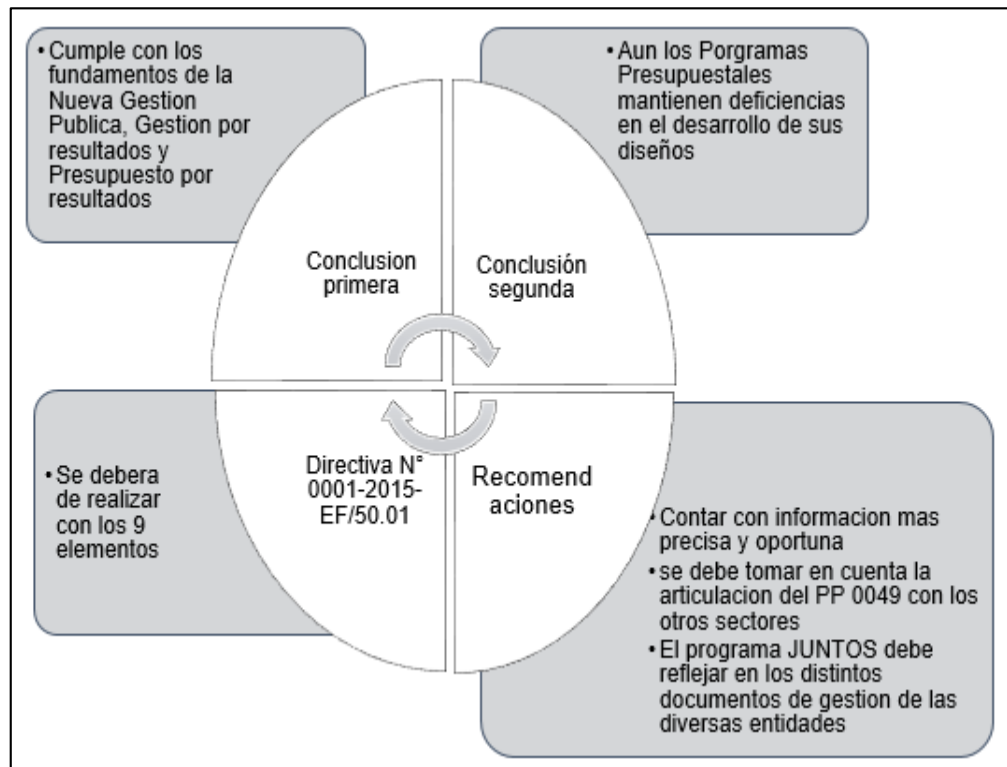 • Cumple con los
fundamentos de la
Nueva Gestion
Publica, Gestion por
resultados y
Presupuesto por
resultados
• Aun los Porgramas
Presupuestales
mantienen deficiencias
en el desarrollo de sus
diseños
Conclusion
primera
Conclusión
segunda
• Se debera
de realizar
con los 9
elementos
Directiva N°
0001-2015-
EF/50.01
Recomend
aciones
• Contar con informacion mas
precisa y oportuna
• se debe tomar en cuenta la
articulacion del PP 0049 con los
otros sectores
• El programa JUNTOS debe
reflejar en los distintos
documentos de gestion de las
diversas entidades